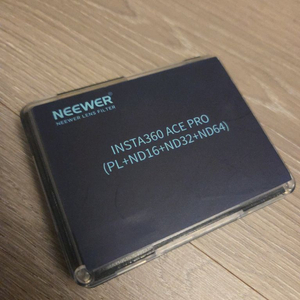 NEEWER
NEEWER LENS FILTER
INSTA360 ACE PRO
(PL+ND16+ND32+ND64)